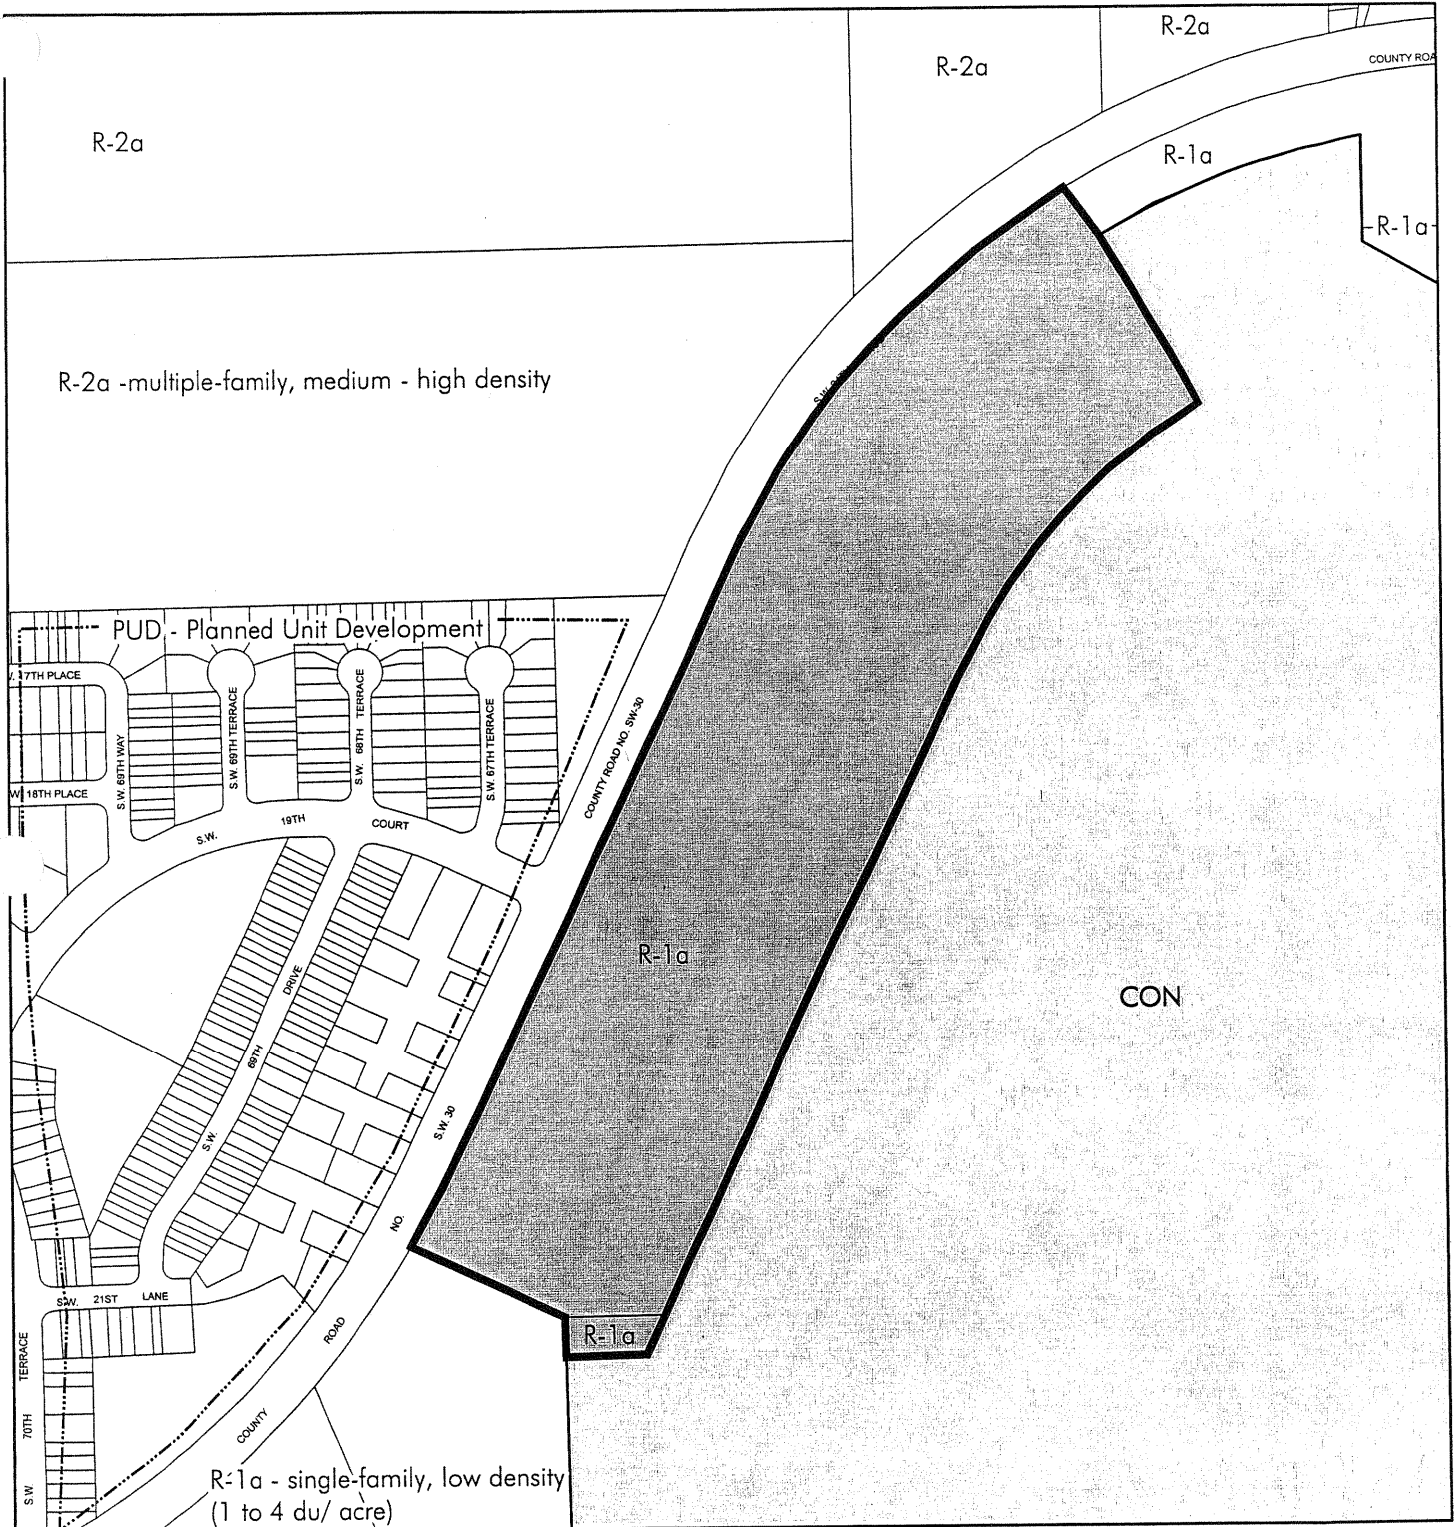 R-2a
R-2a
COUNTY ROA
R-2a
R-1a
R-1a
R-2a -multiple-family, medium - high density
PUD - Planned Unit Development
17TH PLACE
S.W. 69TH WAY
S.W. 69TH TERRACE
S.W. 68TH TERRACE
S.W. 67TH TERRACE
COUNTY ROAD NO. SW-30
W. 18TH PLACE
S.W. 19TH COURT
R-1a
CON
S.W. 69TH DRIVE
COUNTY ROAD NO. S.W. 30
S.W. 21ST LANE
R-1a
S.W. 70TH TERRACE
R-1a - single-family, low density
(1 to 4 du/ acre)